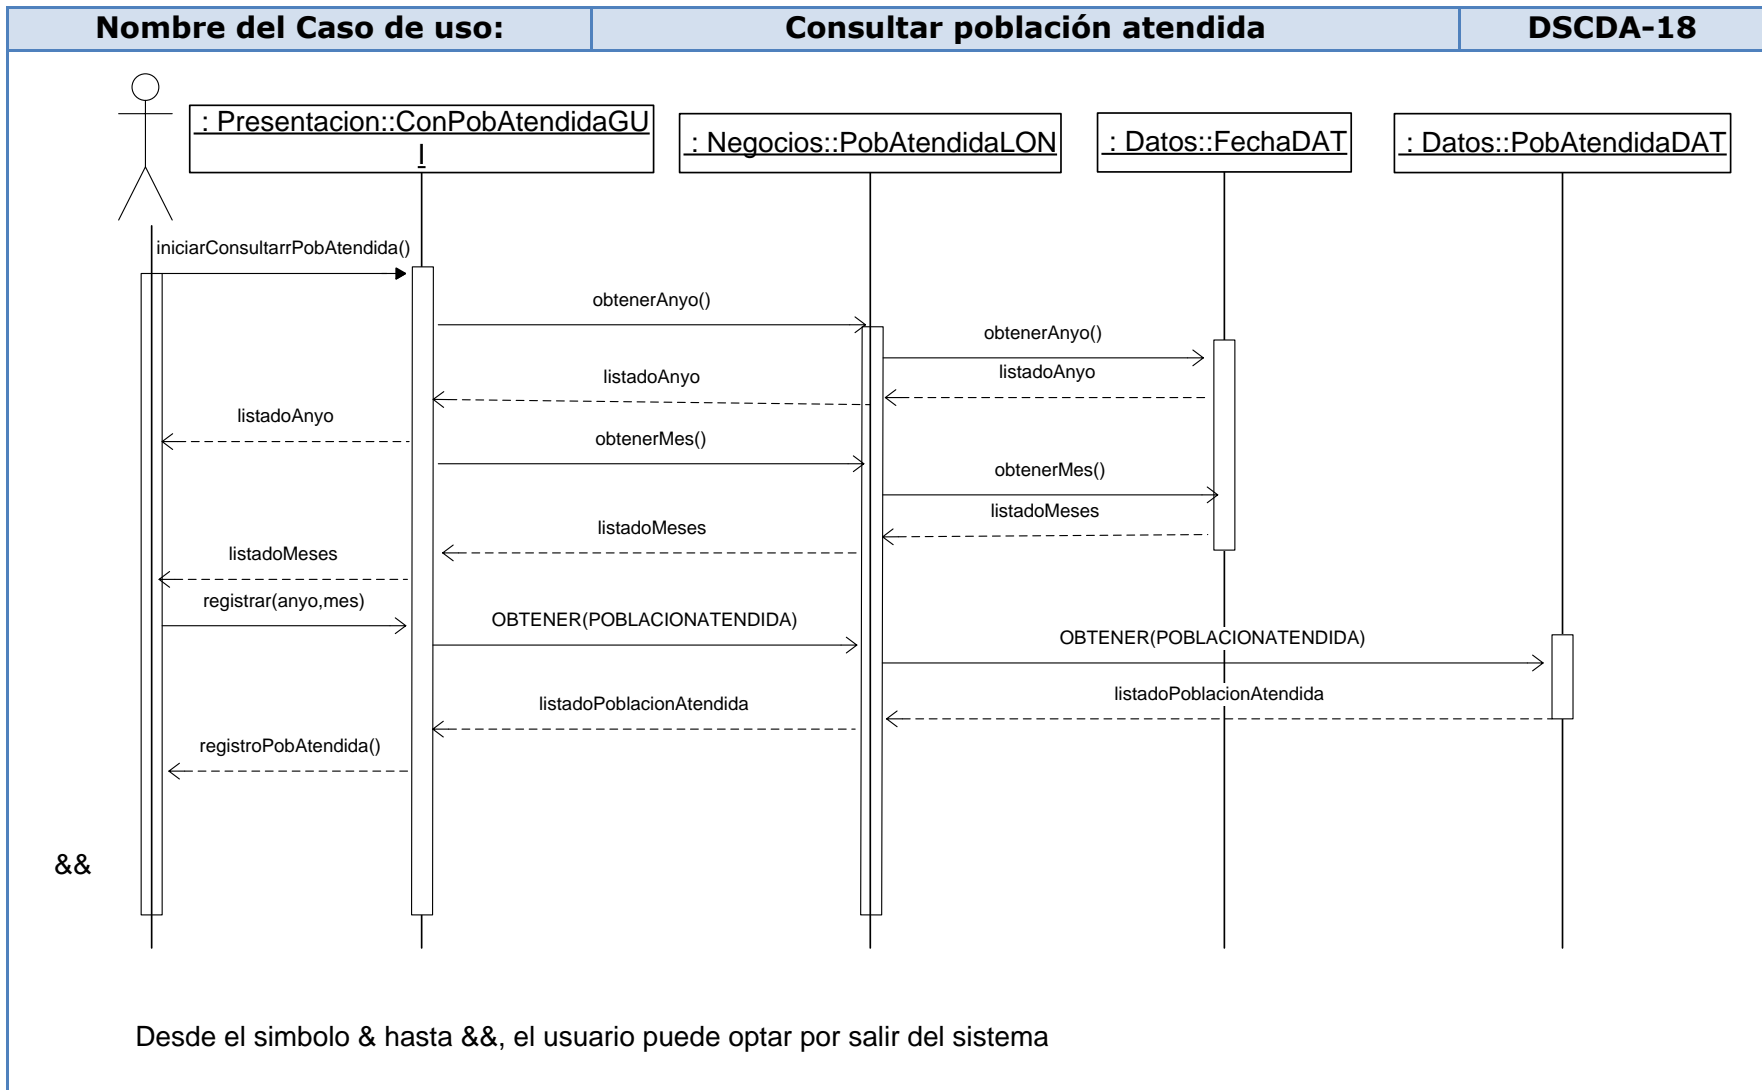 Nombre del Caso de uso:
Consultar población atendida
DSCDA-18
: Presentacion::ConPobAtendidaGU
I
: Negocios::PobAtendidaLON
: Datos::FechaDAT
: Datos::PobAtendidaDAT
iniciarConsultarrPobAtendida()
obtenerAnyo()
obtenerAnyo()
listadoAnyo
listadoAnyo
listadoAnyo
obtenerMes()
obtenerMes()
listadoMeses
listadoMeses
listadoMeses
registrar(anyo,mes)
OBTENER(POBLACIONATENDIDA)
OBTENER(POBLACIONATENDIDA)
listadoPoblacionAtendida
listadoPoblacionAtendida
registroPobAtendida()
&&
Desde el simbolo & hasta &&, el usuario puede optar por salir del sistema